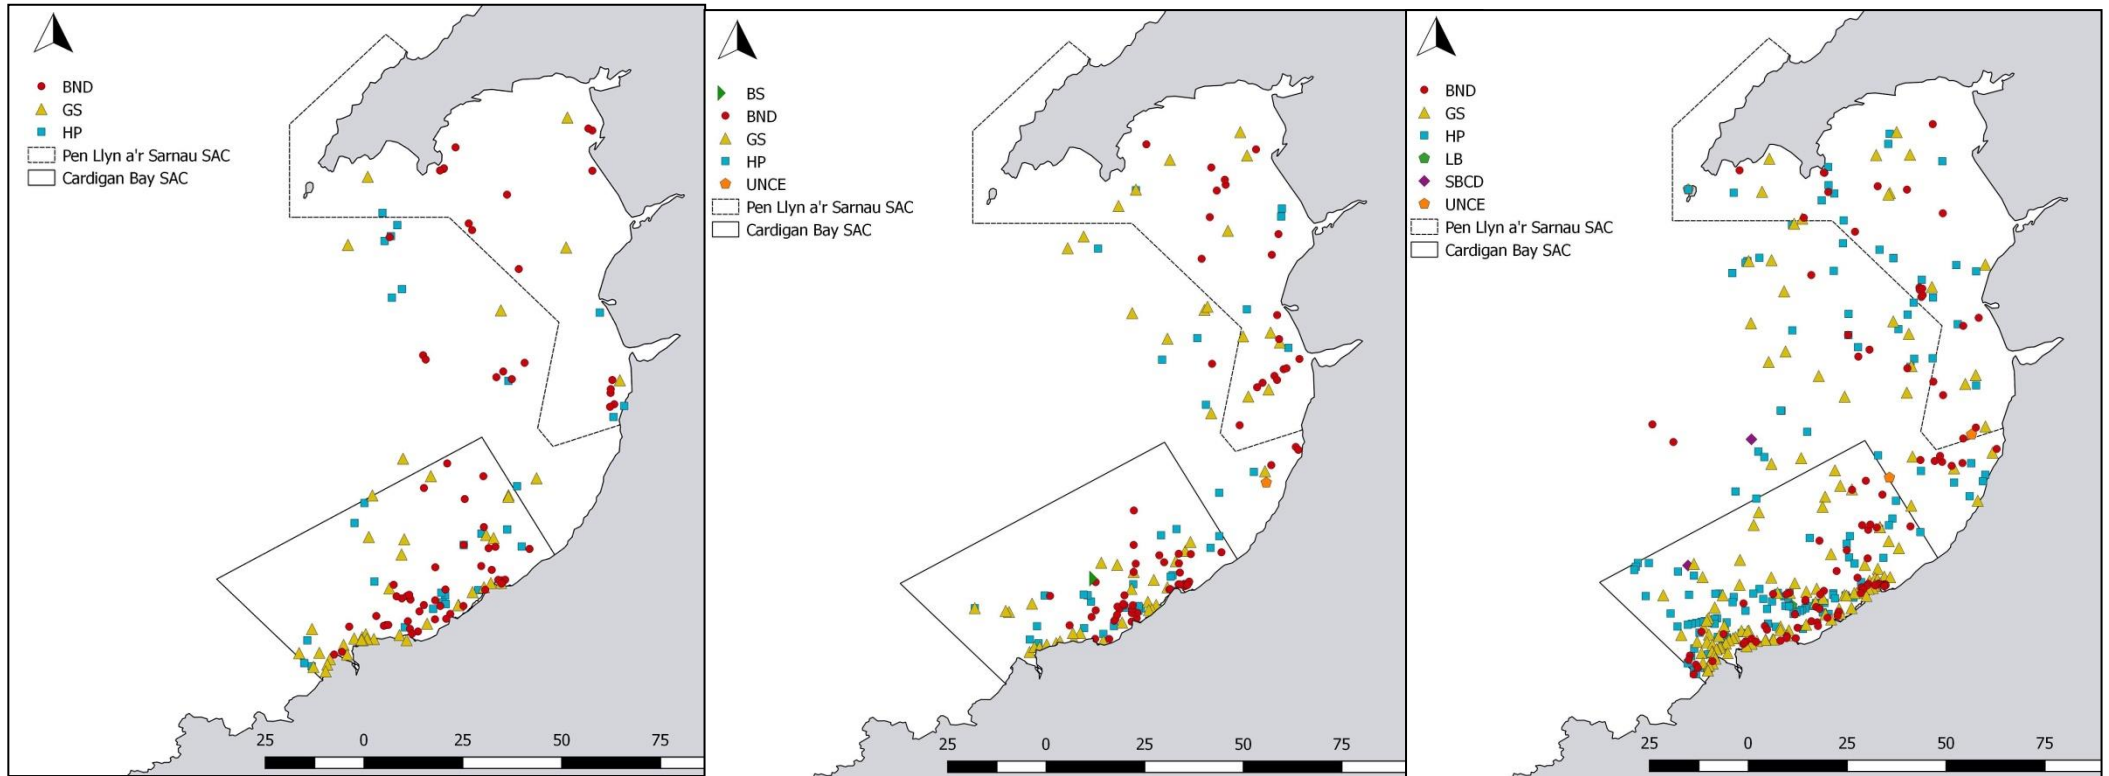 BND
GS
HP
Pen Llyn a'r Sarnau SAC
Cardigan Bay SAC
25 0 25 50 75
BS
BND
GS
HP
UNCE
Pen Llyn a'r Sarnau SAC
Cardigan Bay SAC
25 0 25 50 75
BND
GS
HP
LB
SBCD
UNCE
Pen Llyn a'r Sarnau SAC
Cardigan Bay SAC
25 0 25 50 75